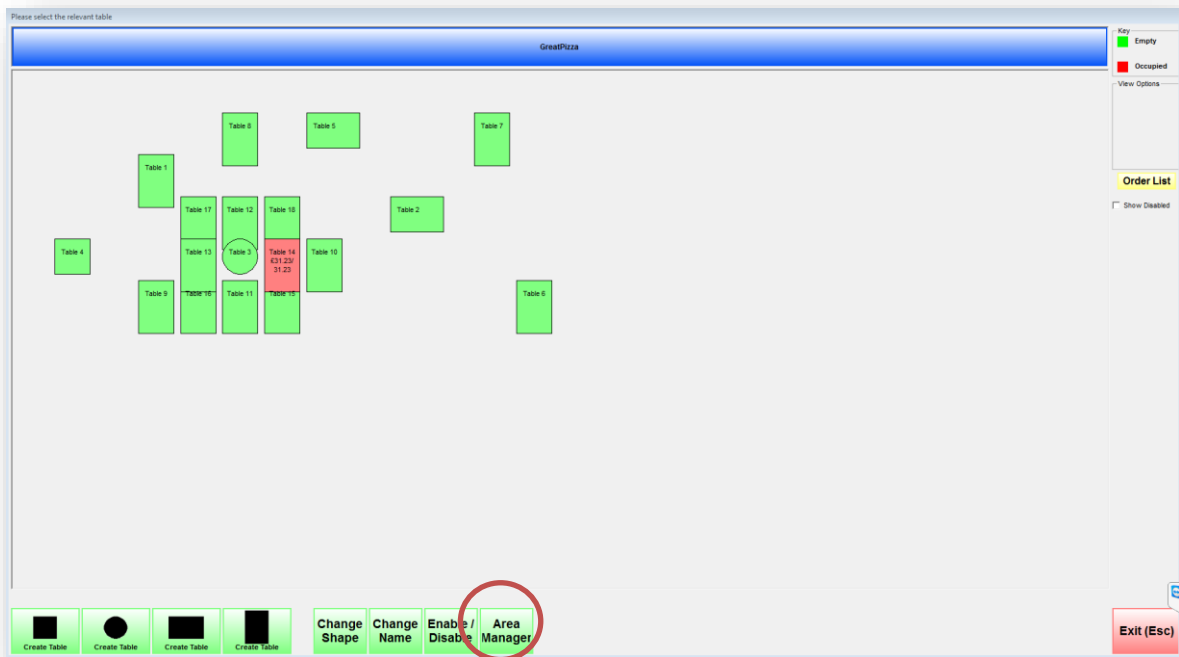 Please select the relevant table
GreatPizza
Key
Empty
Occupied
View Options
Order List
Show Disabled
Table 8
Table 5
Table 7
Table 1
Table 17
Table 12
Table 18
Table 2
Table 4
Table 13
Table 3
Table 14
€31.23/
31.23
Table 10
Table 9
Table 16
Table 11
Table 15
Table 6
Create Table
Create Table
Create Table
Create Table
Change
Shape
Change
Name
Enable /
Disable
Area
Manager
Exit (Esc)